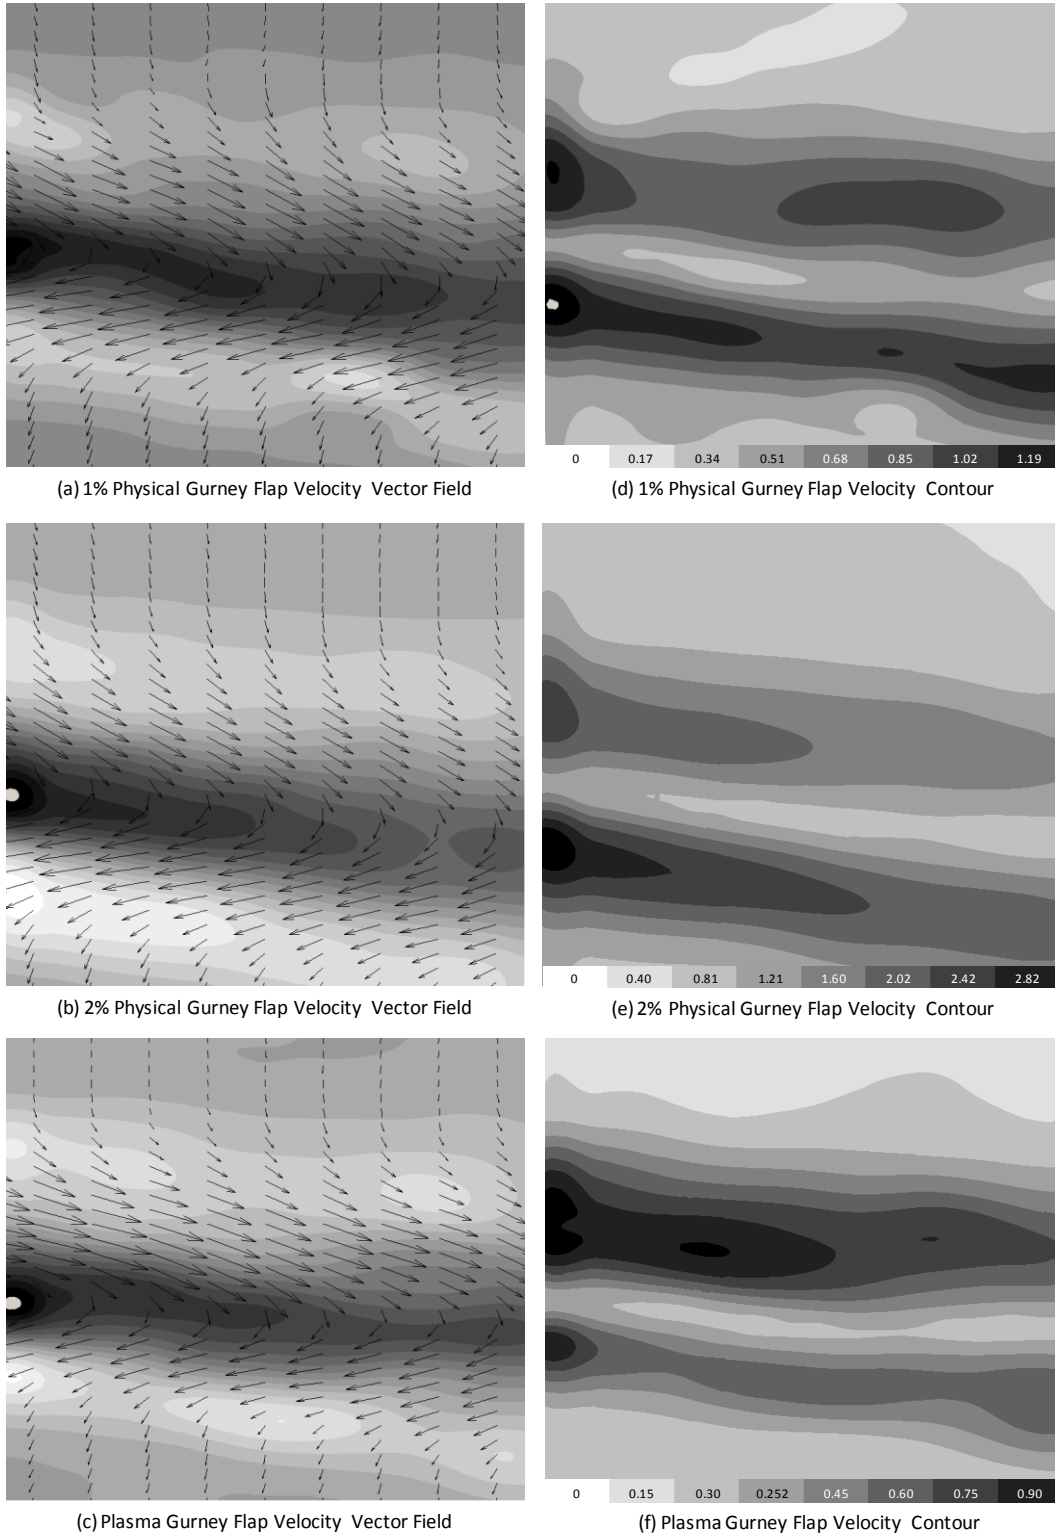 0 0.17 0.34 0.51 0.68 0.85 1.02 1.19
(a) 1% Physical Gurney Flap Velocity Vector Field
(d) 1% Physical Gurney Flap Velocity Contour
0 0.40 0.81 1.21 1.60 2.02 2.42 2.82
(b) 2% Physical Gurney Flap Velocity Vector Field
(e) 2% Physical Gurney Flap Velocity Contour
0 0.15 0.30 0.252 0.45 0.60 0.75 0.90
(c) Plasma Gurney Flap Velocity Vector Field
(f) Plasma Gurney Flap Velocity Contour